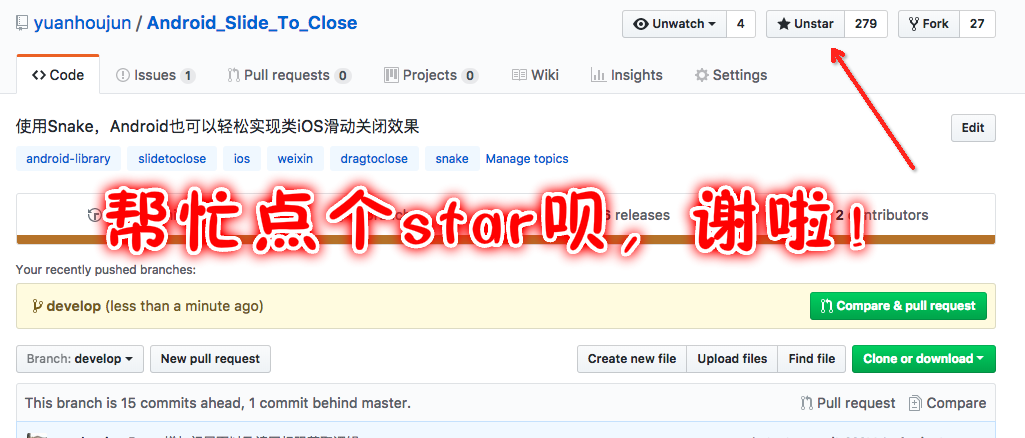 yuanhoujun / Android_Slide_To_Close
Unwatch 4 Unstar 279 Fork 27
Code Issues 1 Pull requests 0 Projects 0 Wiki Insights Settings
使用Snake，Android也可以轻松实现类iOS滑动关闭效果
Edit
android-library slidetoclose ios weixin dragtoclose snake Manage topics
帮忙点个star呗，谢啦！
releases
Your recently pushed branches:
develop (less than a minute ago) Compare & pull request
Branch: develop New pull request Create new file Upload files Find file Clone or download
This branch is 15 commits ahead, 1 commit behind master. Pull request Compare